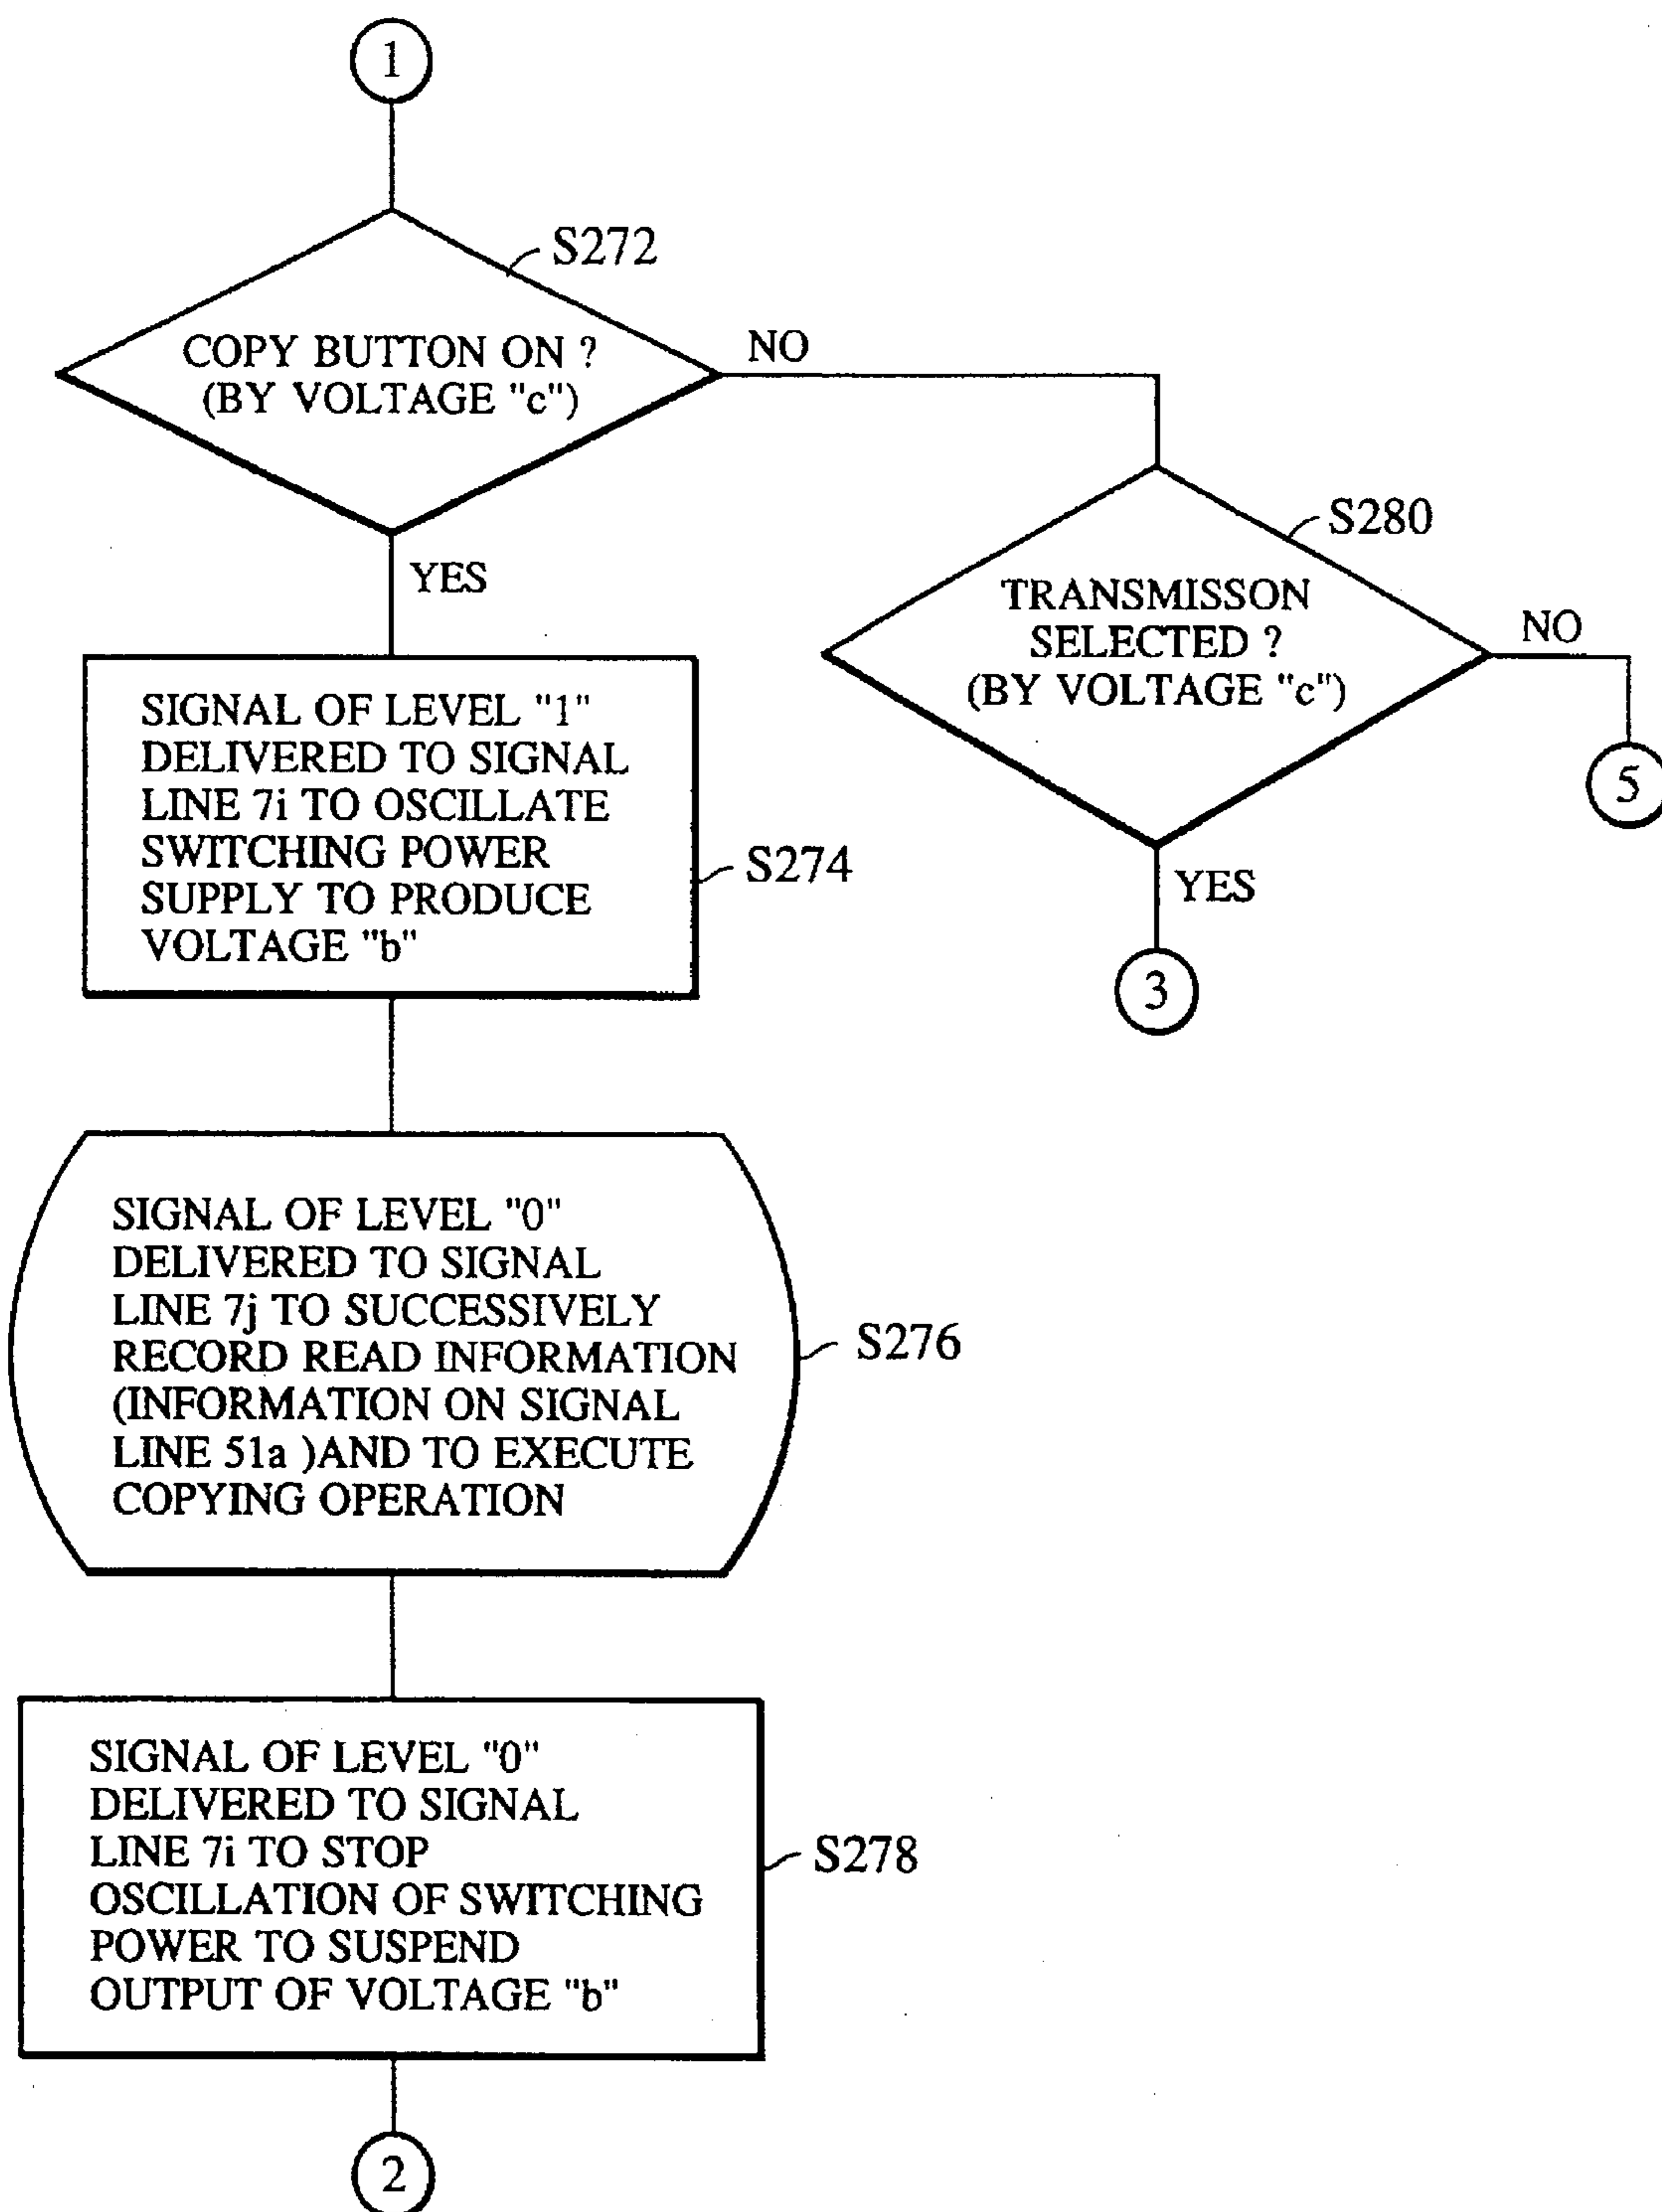 1
S272
COPY BUTTON ON ?
(BY VOLTAGE "c")
NO
YES
S280
TRANSMISSON
SELECTED ?
(BY VOLTAGE "c")
NO
5
YES
3
SIGNAL OF LEVEL "1"
DELIVERED TO SIGNAL
LINE 7i TO OSCILLATE
SWITCHING POWER
SUPPLY TO PRODUCE
VOLTAGE "b"
S274
SIGNAL OF LEVEL "0"
DELIVERED TO SIGNAL
LINE 7j TO SUCCESSIVELY
RECORD READ INFORMATION
(INFORMATION ON SIGNAL
LINE 51a )AND TO EXECUTE
COPYING OPERATION
S276
SIGNAL OF LEVEL "0"
DELIVERED TO SIGNAL
LINE 7i TO STOP
OSCILLATION OF SWITCHING
POWER TO SUSPEND
OUTPUT OF VOLTAGE "b"
S278
2